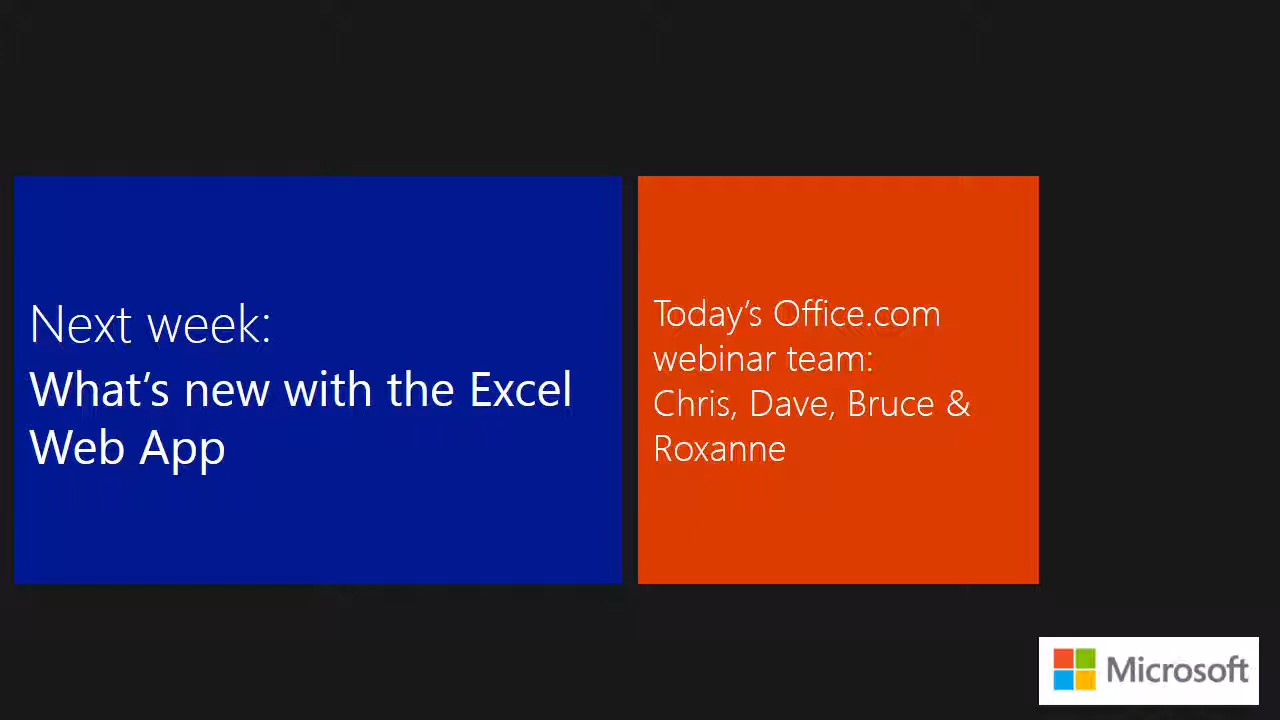 Next week:
What's new with the Excel
Web App
Today's Office.com
webinar team:
Chris, Dave, Bruce &
Roxanne
Microsoft